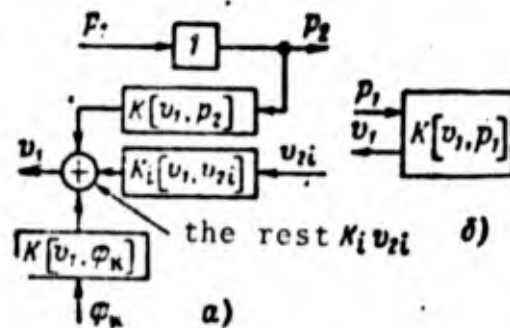 1
p₂
K[v₁, p₂]
p₁
v₁
K[v₁, p₁]
v₁
+
Kᵢ[v₁, v₂ᵢ]
v₂ᵢ
the rest Kᵢ v₂ᵢ
б)
K[v₁, φₖ]
φₖ
а)